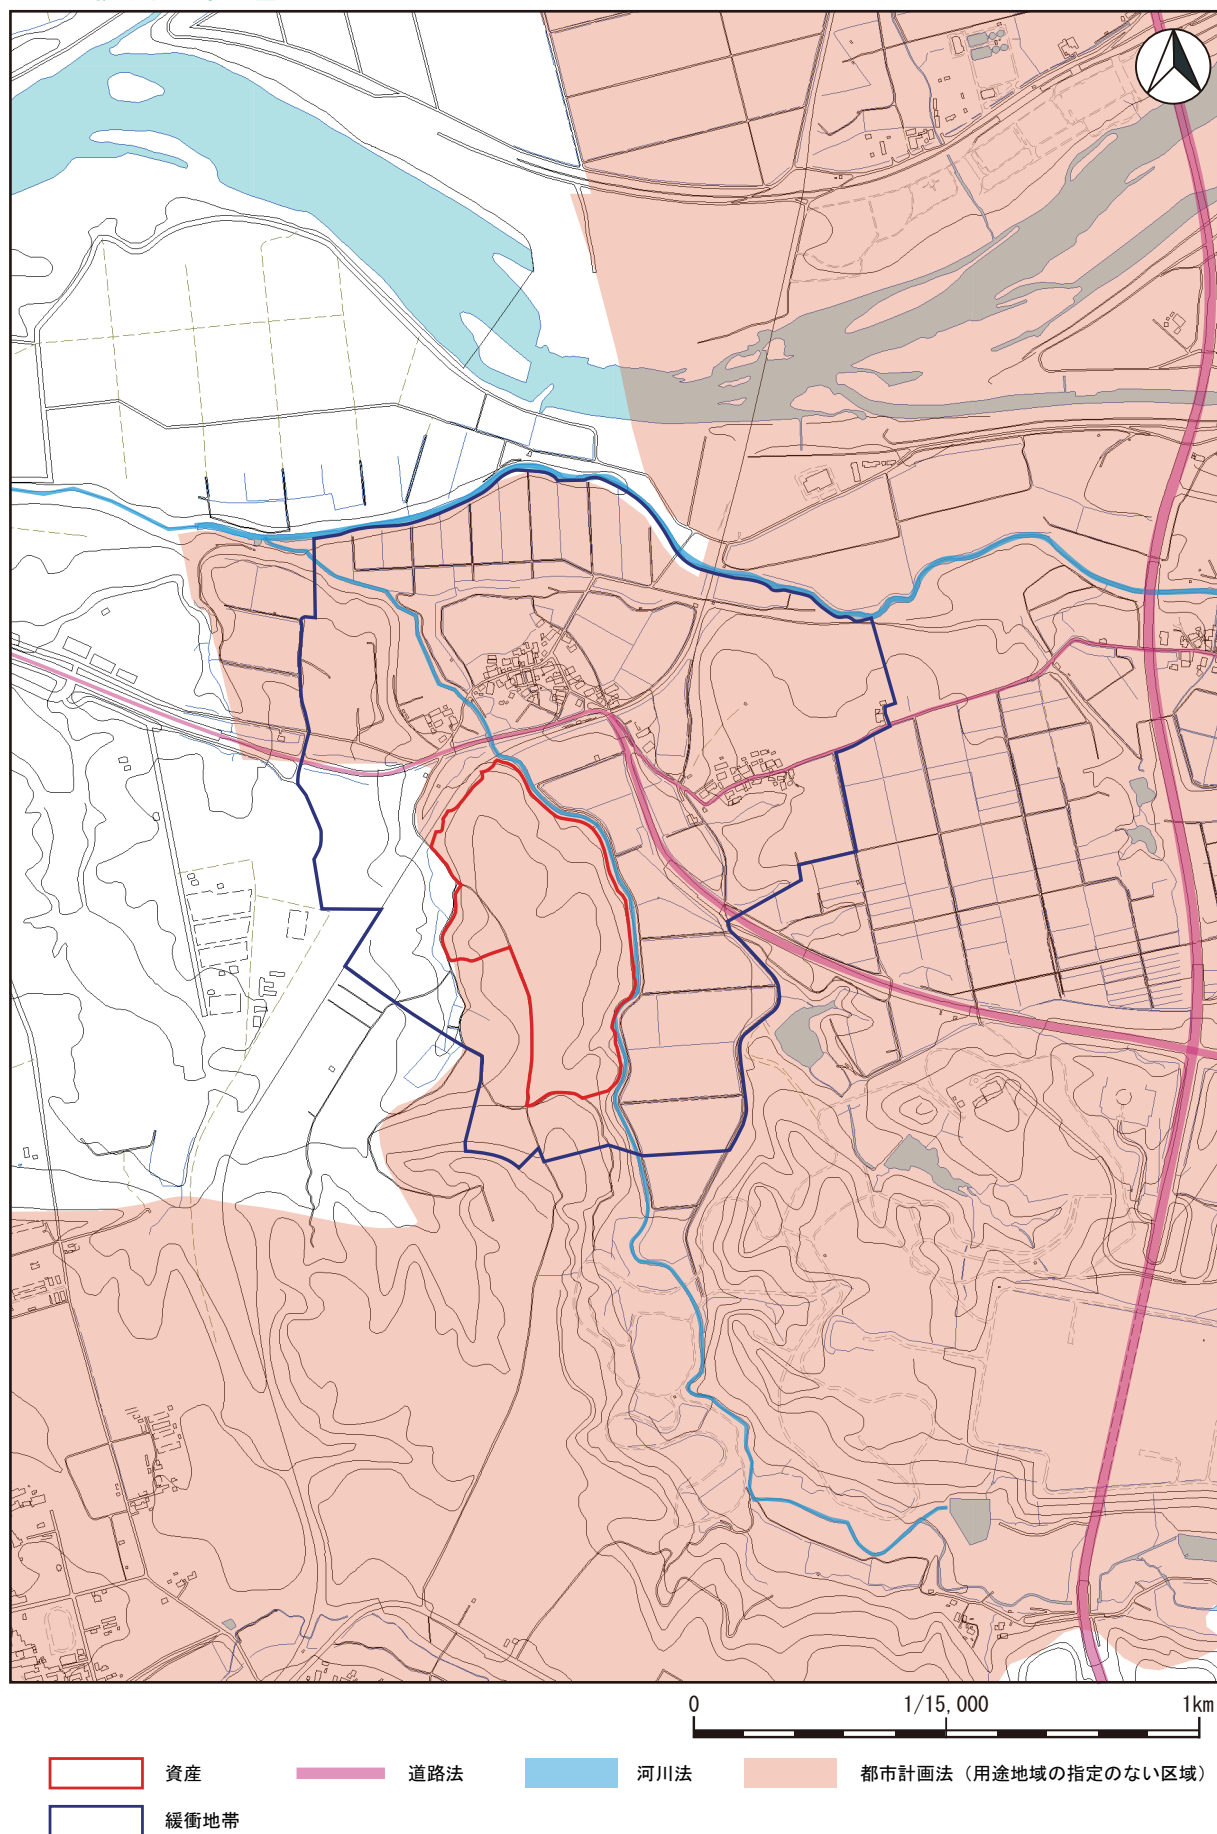 0 1/15,000 1km
資産 道路法 河川法 都市計画法（用途地域の指定のない区域）
緩衝地帯